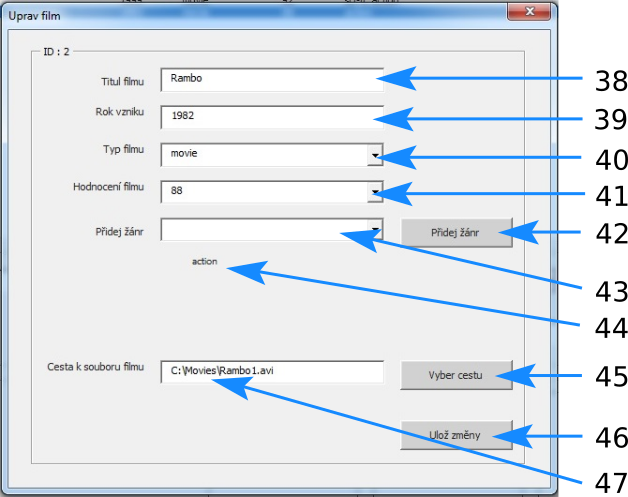 Uprav film
ID : 2
Titul filmu Rambo 38
Rok vzniku 1982 39
Typ filmu movie 40
Hodnocení filmu 88 41
Přidej žánr Přidej žánr 42
action
43
44
Cesta k souboru filmu C:\Movies\Rambo1.avi Vyber cestu 45
Ulož změny 46
47